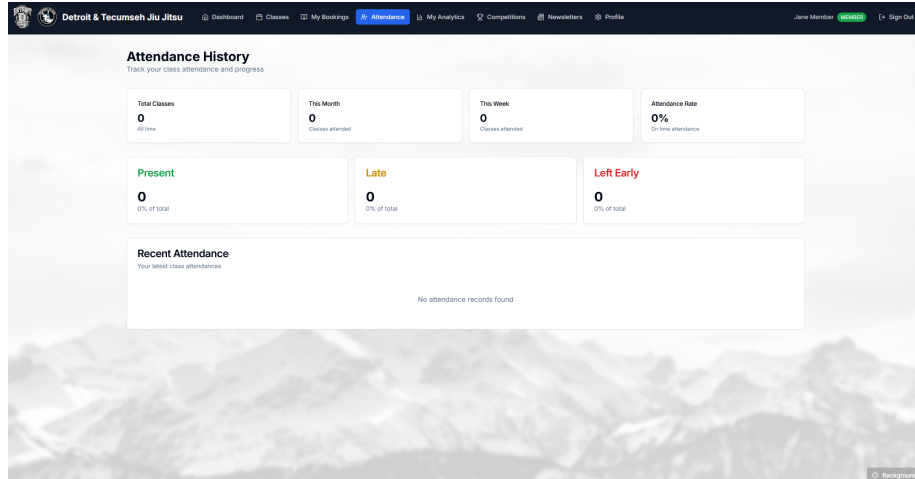 Detroit & Tecumseh Jiu Jitsu
Dashboard
Classes
My Bookings
Attendance
My Analytics
Competitions
Newsletters
Profile
Jane Member
MEMBER
Sign Out
Attendance History
Track your class attendance and progress
Total Classes
0
All time
This Month
0
Classes attended
This Week
0
Classes attended
Attendance Rate
0%
On time attendance
Present
0
0% of total
Late
0
0% of total
Left Early
0
0% of total
Recent Attendance
Your latest class attendances
No attendance records found
Background